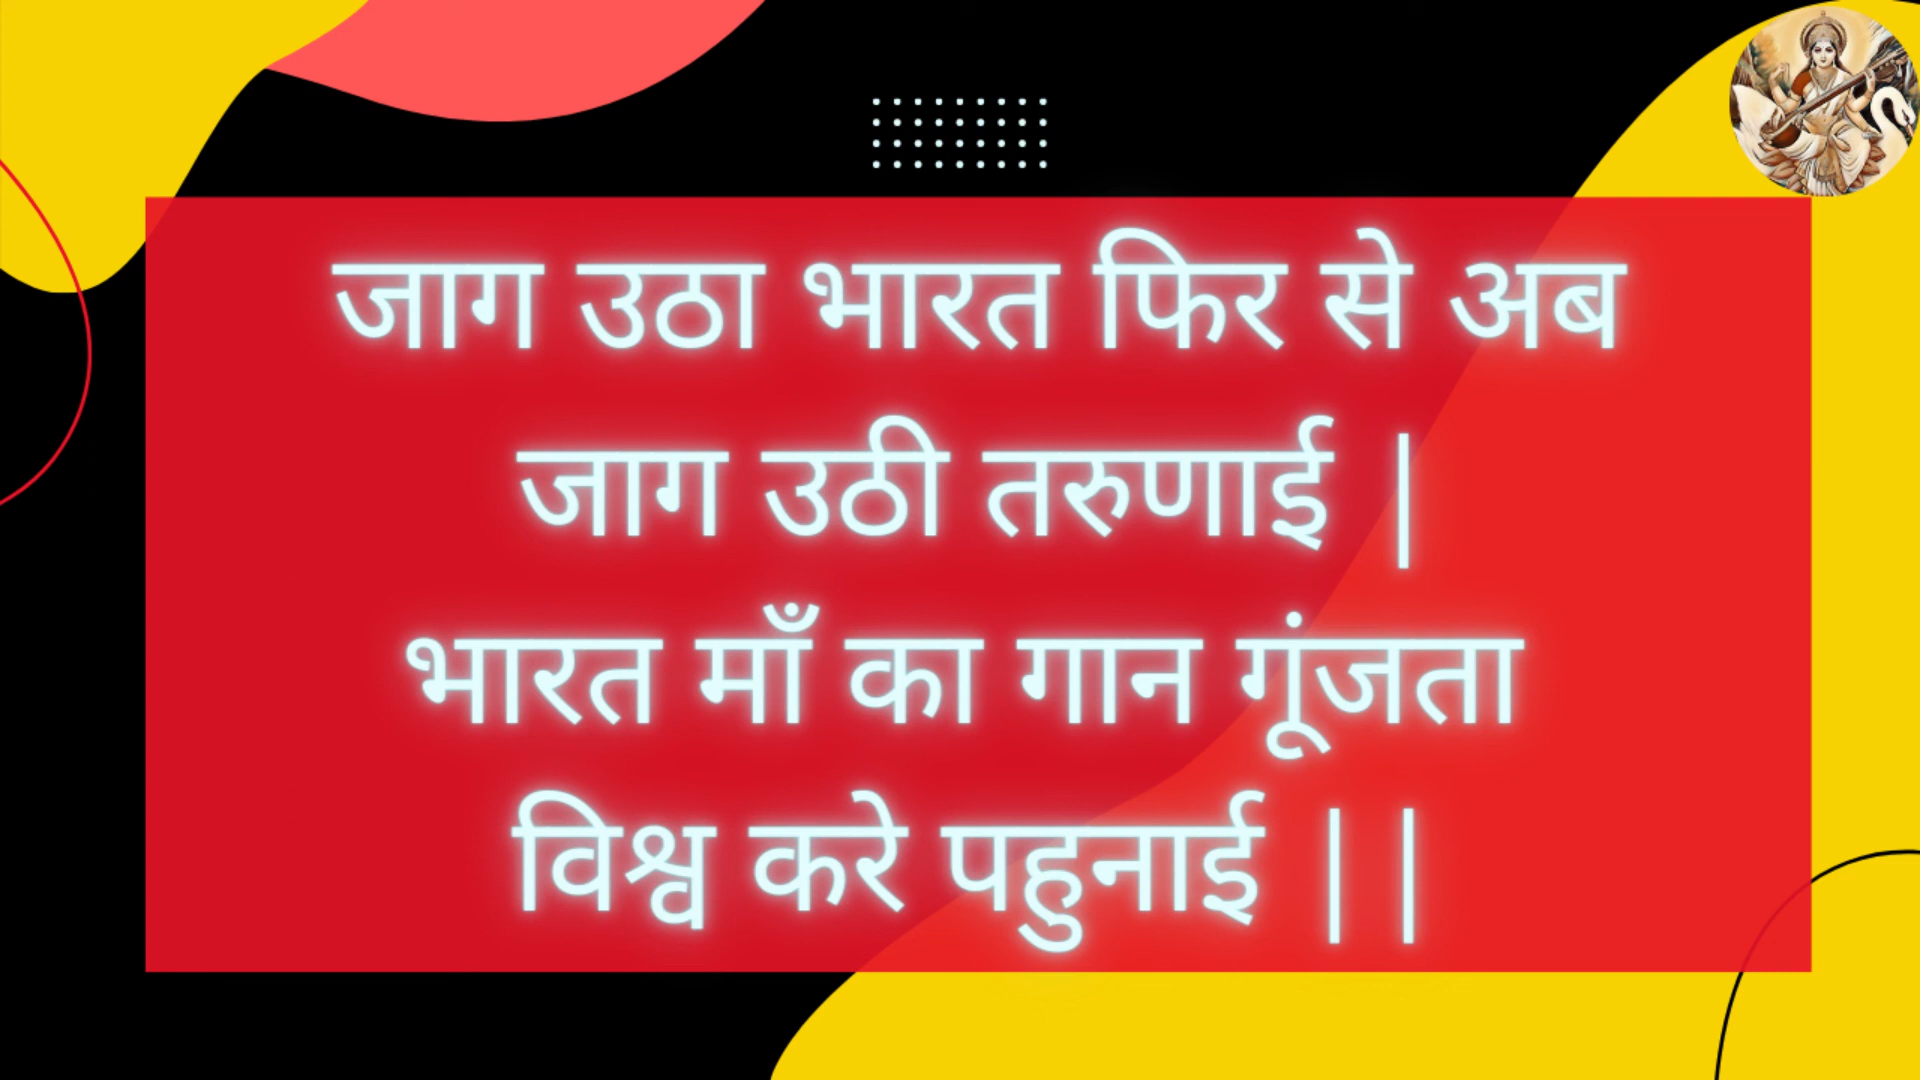 जाग उठा भारत फिर से अब
जाग उठी तरुणाई |
भारत माँ का गान गूंजता
विश्व करे पहुनाई ||